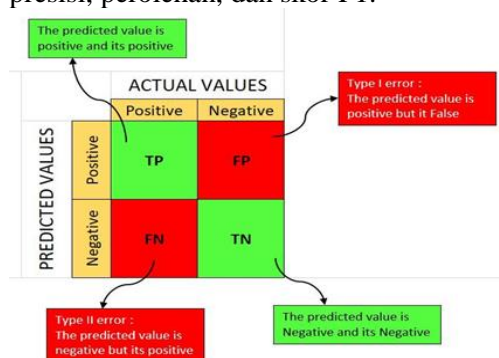 presisi, perolehan, dan skor F1.
The predicted value is
positive and its positive
ACTUAL VALUES
Positive Negative
Type I error :
The predicted value is
positive but it False
PREDICTED VALUES
Positive
TP
FP
Negative
FN
TN
Type II error :
The predicted value is
negative but its positive
The predicted value is
Negative and its Negative